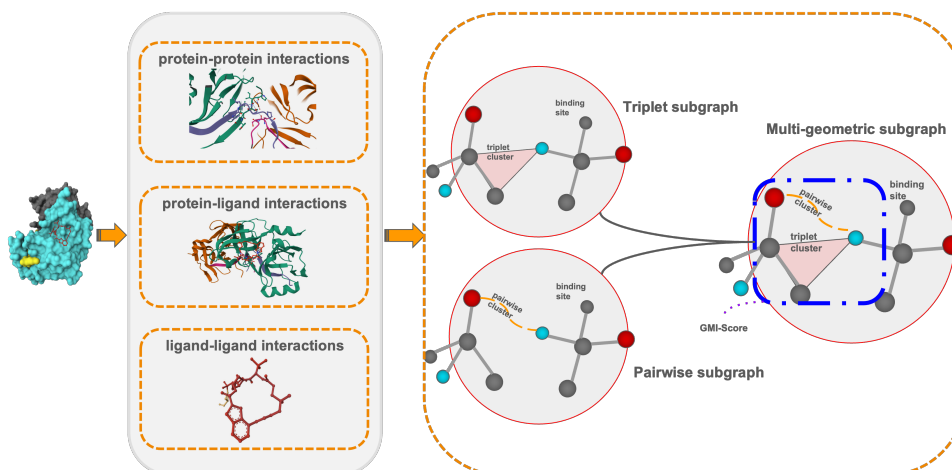 protein-protein interactions
protein-ligand interactions
ligand-ligand interactions
binding
site
triplet
cluster
Triplet subgraph
pairwise
cluster
binding
site
Pairwise subgraph
Multi-geometric subgraph
pairwise
cluster
binding
site
triplet
cluster
GMI-Score